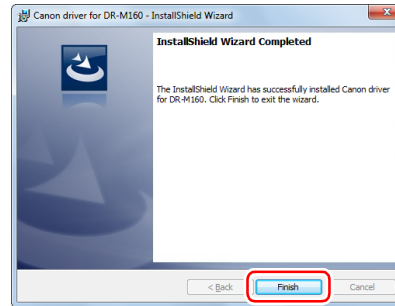 Canon driver for DR-M160 - InstallShield Wizard
InstallShield Wizard Completed
The InstallShield Wizard has successfully installed Canon driver
for DR-M160. Click Finish to exit the wizard.
< Back
Finish
Cancel